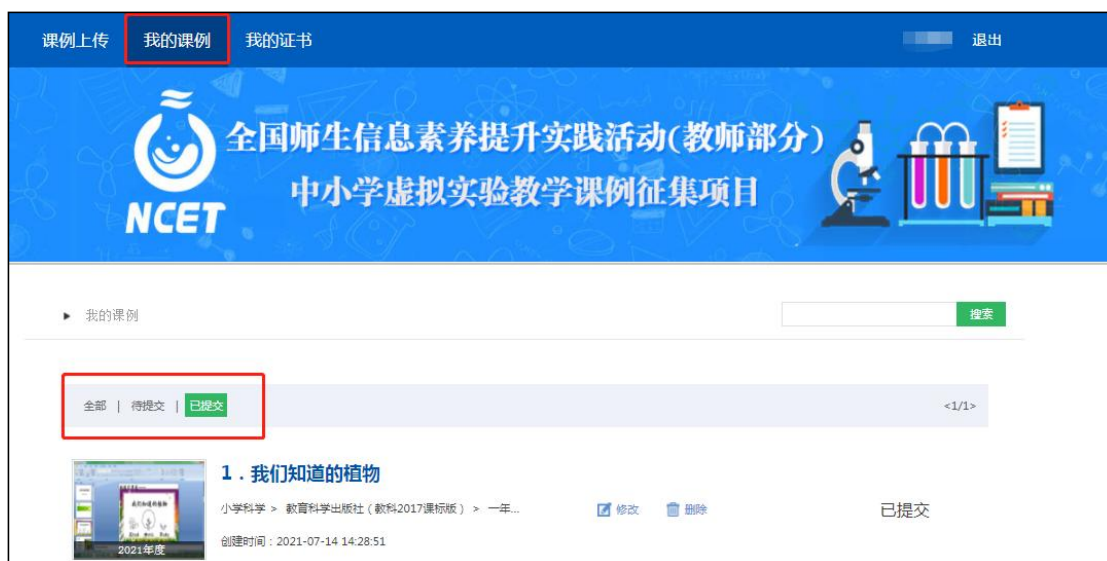 课例上传 我的课例 我的证书 退出
全国师生信息素养提升实践活动(教师部分)
中小学虚拟实验教学课例征集项目
NCET
我的课例 搜索
全部 | 待提交 | 已提交 <1/1>
1．我们知道的植物
小学科学 > 教育科学出版社（教科2017课标版） > 一年... 修改 删除 已提交
创建时间：2021-07-14 14:28:51
2021年度